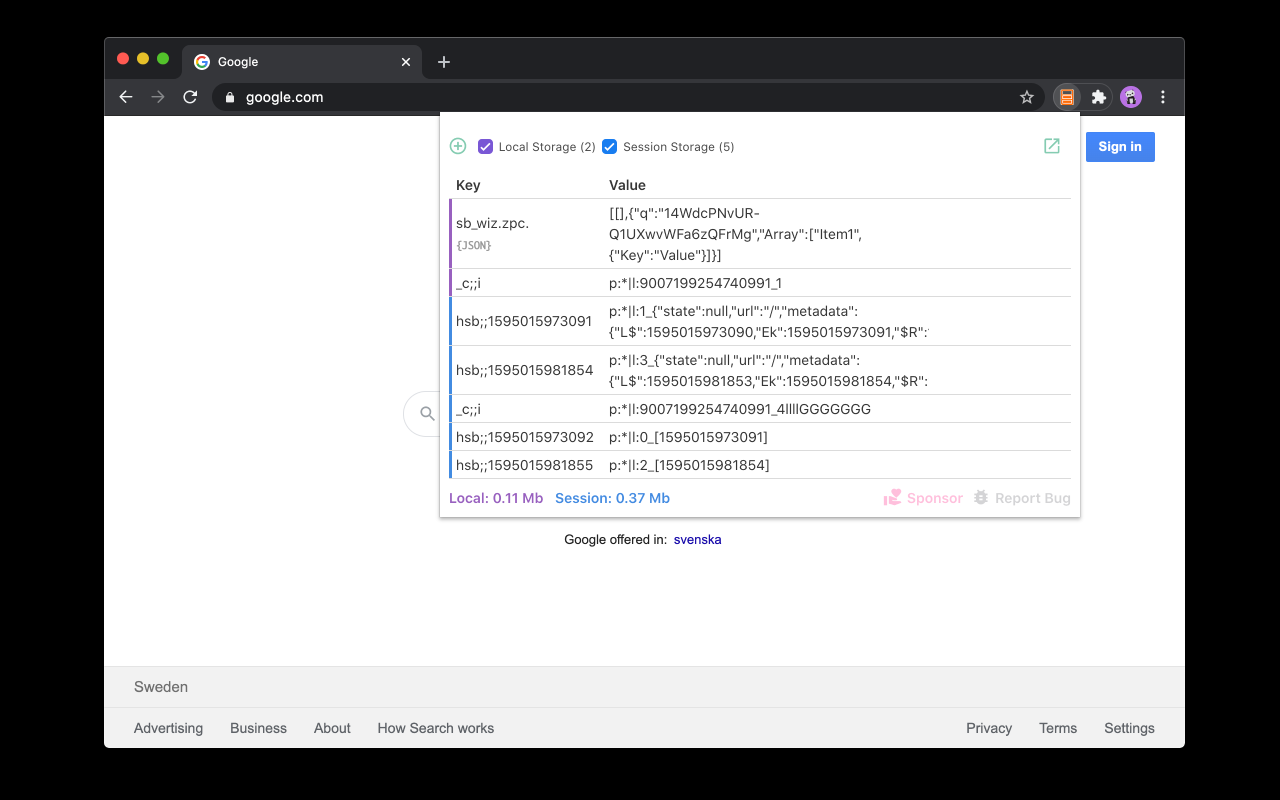 Google
google.com
Local Storage (2) Session Storage (5)
Sign in
Key Value
sb_wiz.zpc.
{JSON}
[[],{"q":"14WdcPNvUR-
Q1UXwvWFa6zQFrMg","Array":["Item1",
{"Key":"Value"}]}]
_c;;i p:*|l:9007199254740991_1
hsb;;1595015973091
p:*|l:1_{"state":null,"url":"/","metadata":
{"L$":1595015973090,"Ek":1595015973091,"$R":
hsb;;1595015981854
p:*|l:3_{"state":null,"url":"/","metadata":
{"L$":1595015981853,"Ek":1595015981854,"$R":
_c;;i p:*|l:9007199254740991_4llllGGGGGGG
hsb;;1595015973092 p:*|l:0_[1595015973091]
hsb;;1595015981855 p:*|l:2_[1595015981854]
Local: 0.11 Mb Session: 0.37 Mb Sponsor Report Bug
Google offered in: svenska
Sweden
Advertising Business About How Search works Privacy Terms Settings